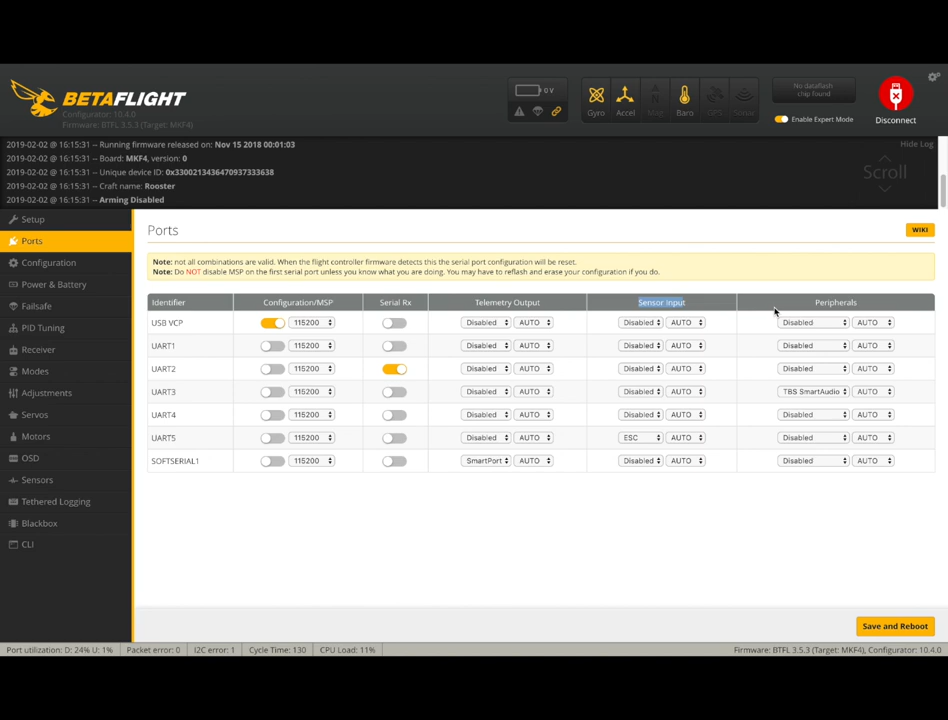 BETAFLIGHT
Configurator: 10.4.0
Firmware: BTFL 3.5.3 (Target: MKF4)
0 V
Gyro Accel Mag Baro GPS Sonar
No dataflash
chip found
Enable Expert Mode
Disconnect
2019-02-02 @ 16:15:31 -- Running firmware released on: Nov 15 2018 00:01:03
Hide Log
2019-02-02 @ 16:15:31 -- Board: MKF4, version: 0
2019-02-02 @ 16:15:31 -- Unique device ID: 0x3300213436470937333638
Scroll
2019-02-02 @ 16:15:31 -- Craft name: Rooster
2019-02-02 @ 16:15:31 -- Arming Disabled
Setup
Ports
Configuration
Power & Battery
Failsafe
PID Tuning
Receiver
Modes
Adjustments
Servos
Motors
OSD
Sensors
Tethered Logging
Blackbox
CLI
Ports
WIKI
Note: not all combinations are valid. When the flight controller firmware detects this the serial port configuration will be reset.
Note: Do NOT disable MSP on the first serial port unless you know what you are doing. You may have to reflash and erase your configuration if you do.
Identifier Configuration/MSP Serial Rx Telemetry Output Sensor Input Peripherals
USB VCP 115200 Disabled AUTO Disabled AUTO Disabled AUTO
UART1 115200 Disabled AUTO Disabled AUTO Disabled AUTO
UART2 115200 Disabled AUTO Disabled AUTO Disabled AUTO
UART3 115200 Disabled AUTO Disabled AUTO TBS SmartAudio AUTO
UART4 115200 Disabled AUTO Disabled AUTO Disabled AUTO
UART5 115200 Disabled AUTO ESC AUTO Disabled AUTO
SOFTSERIAL1 115200 SmartPort AUTO Disabled AUTO Disabled AUTO
Save and Reboot
Port utilization: D: 24% U: 1% Packet error: 0 I2C error: 1 Cycle Time: 130 CPU Load: 11% Firmware: BTFL 3.5.3 (Target: MKF4), Configurator: 10.4.0